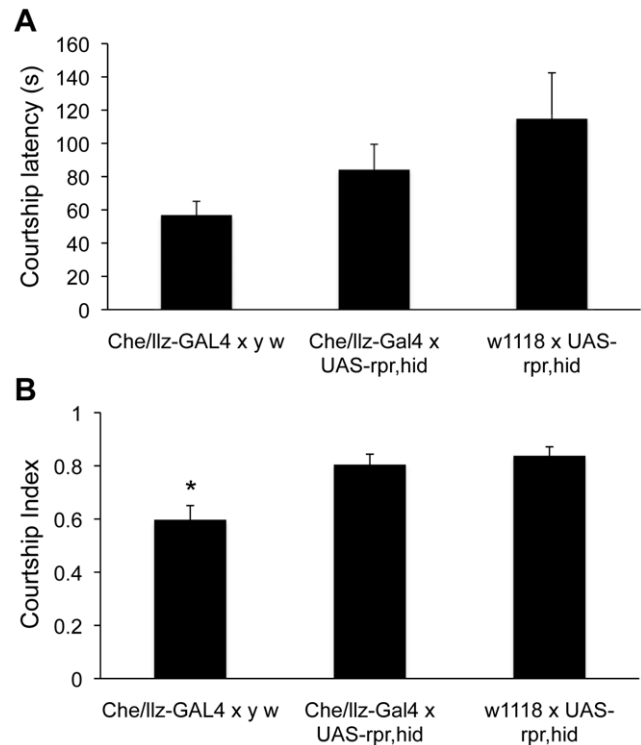 A
Courtship latency (s)
160
140
120
100
80
60
40
20
0
Che/llz-GAL4 x y w
Che/llz-Gal4 x
UAS-rpr,hid
w1118 x UAS-
rpr,hid
B
Courtship Index
1
0.8
0.6
0.4
0.2
0
*
Che/llz-GAL4 x y w
Che/llz-Gal4 x
UAS-rpr,hid
w1118 x UAS-
rpr,hid